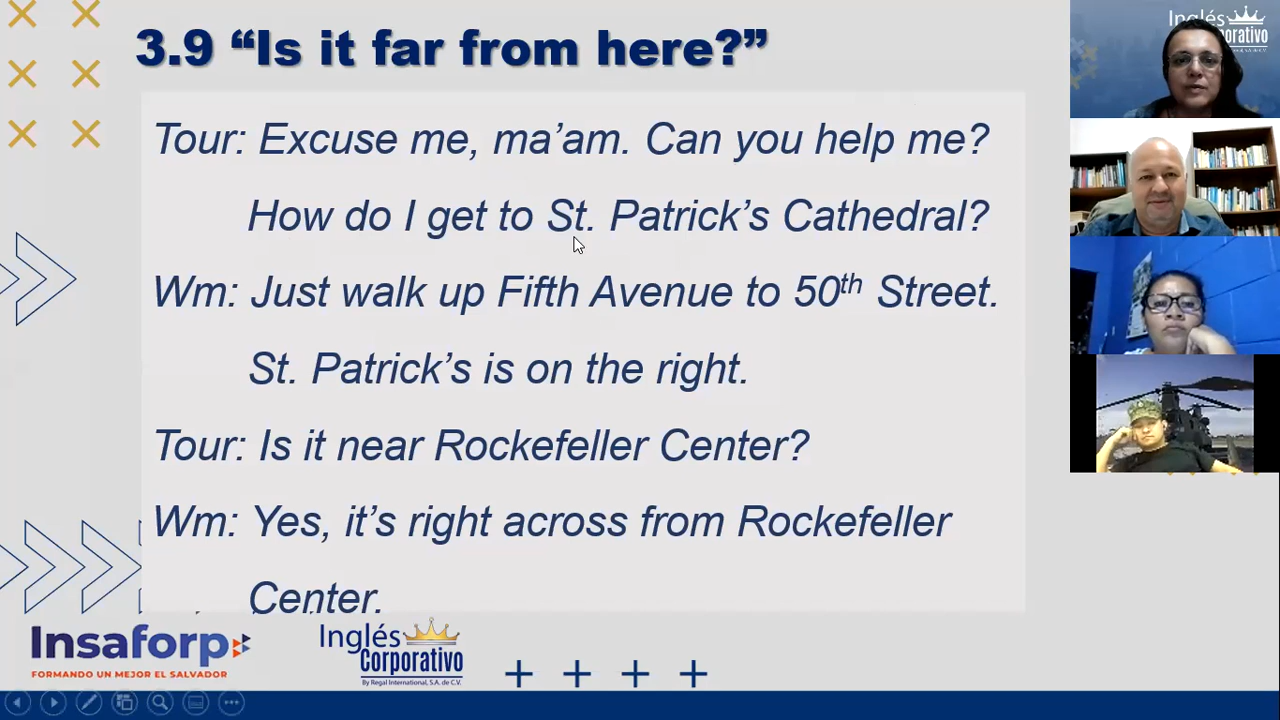 3.9 “Is it far from here?”
Tour: Excuse me, ma’am. Can you help me?
How do I get to St. Patrick’s Cathedral?
Wm: Just walk up Fifth Avenue to 50th Street.
St. Patrick’s is on the right.
Tour: Is it near Rockefeller Center?
Wm: Yes, it’s right across from Rockefeller
Center.
Insaforp
FORMANDO UN MEJOR EL SALVADOR
Inglés
Corporativo
By Regal International, S.A. de C.V.
Inglés
Corporativo